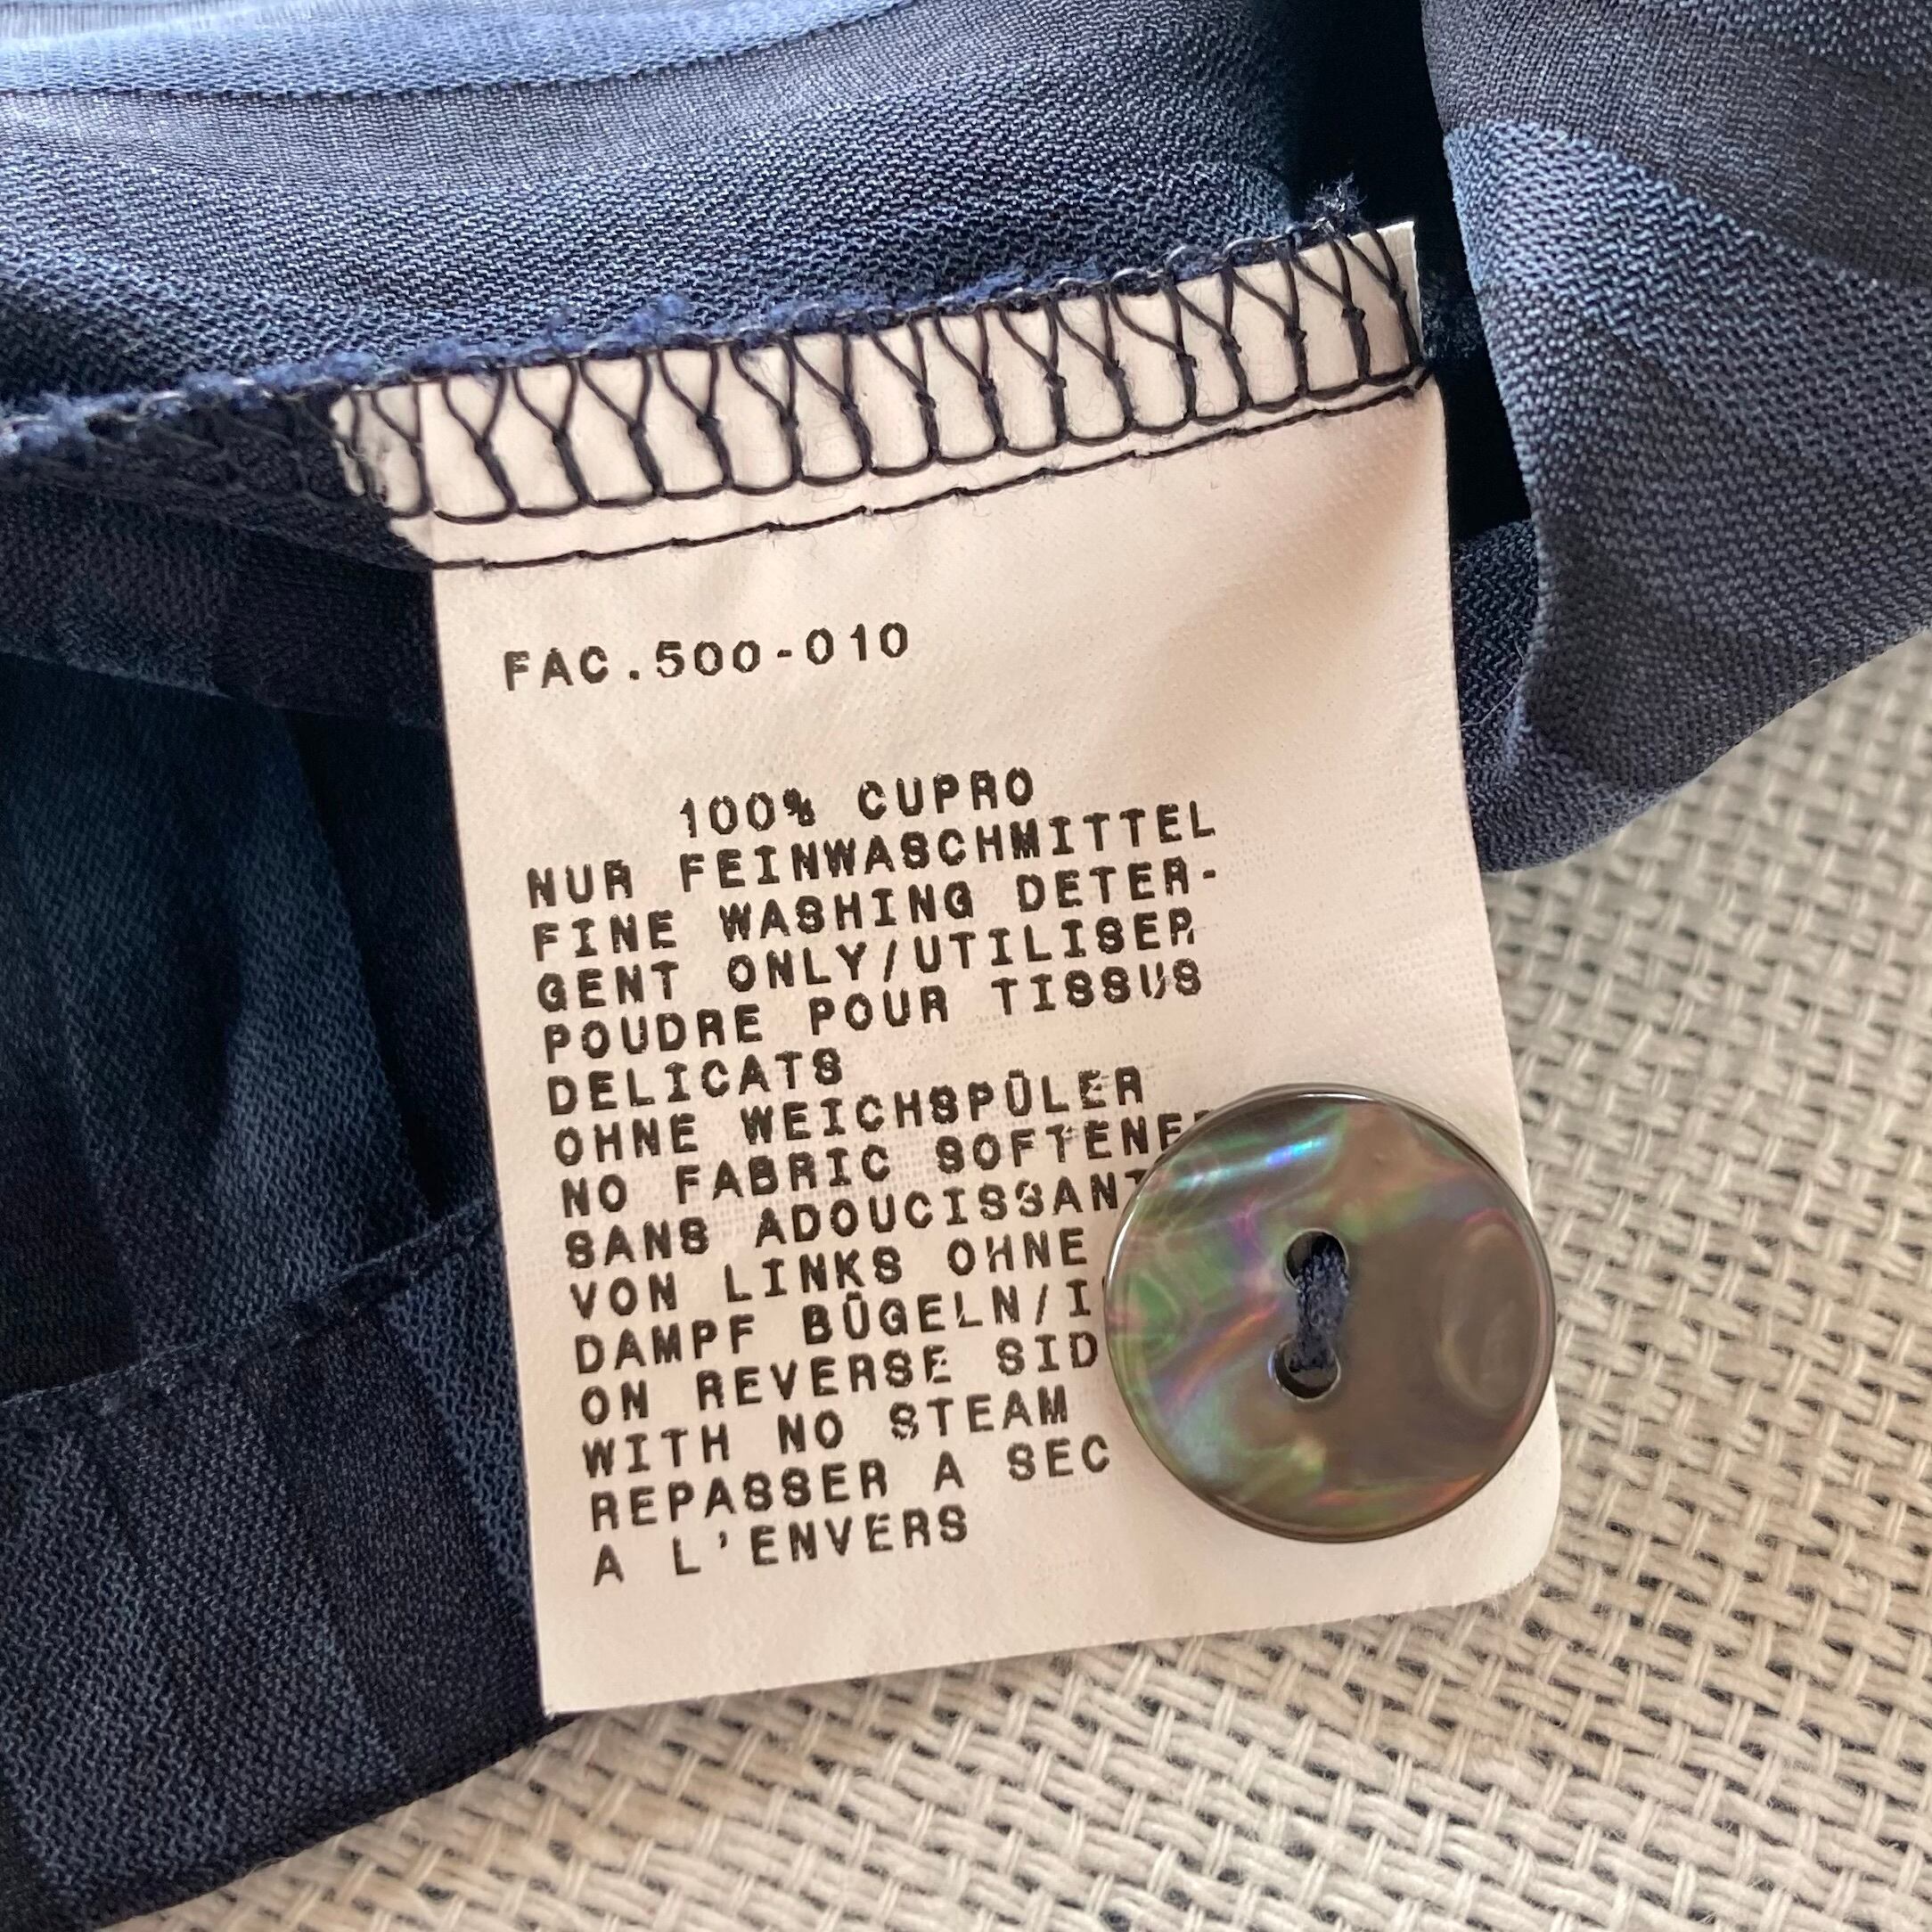 FAC.500-010
100% CUPRO
NUR FEINWASCHMITTEL
FINE WASHING DETER-
GENT ONLY/UTILISER
POUDRE POUR TISSUS
DELICATS
OHNE WEICHSPÜLER
NO FABRIC SOFTENE
SANS ADOUCISSANT
VON LINKS OHNE
DAMPF BÜGELN/I
ON REVERSE SID
WITH NO STEAM
REPASSER A SEC
A L'ENVERS